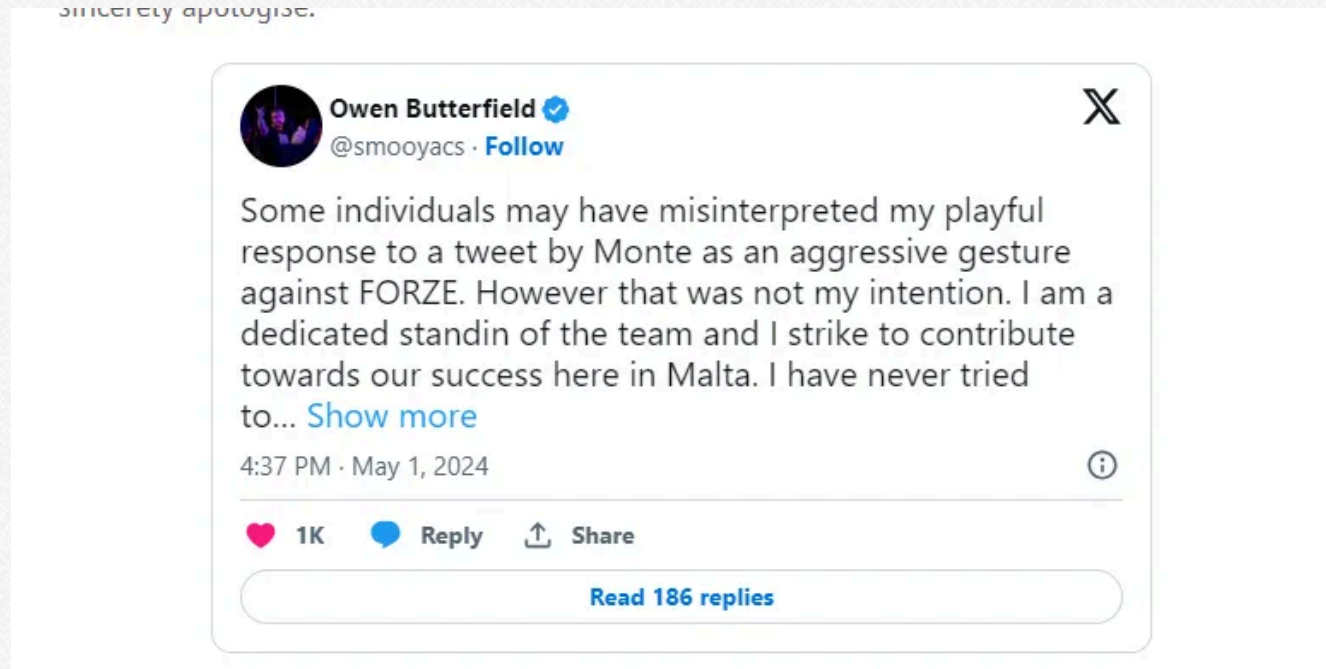 sincerely apologise.
Owen Butterfield
@smooyacs · Follow
Some individuals may have misinterpreted my playful
response to a tweet by Monte as an aggressive gesture
against FORZE. However that was not my intention. I am a
dedicated standin of the team and I strike to contribute
towards our success here in Malta. I have never tried
to... Show more
4:37 PM · May 1, 2024
1K Reply Share
Read 186 replies